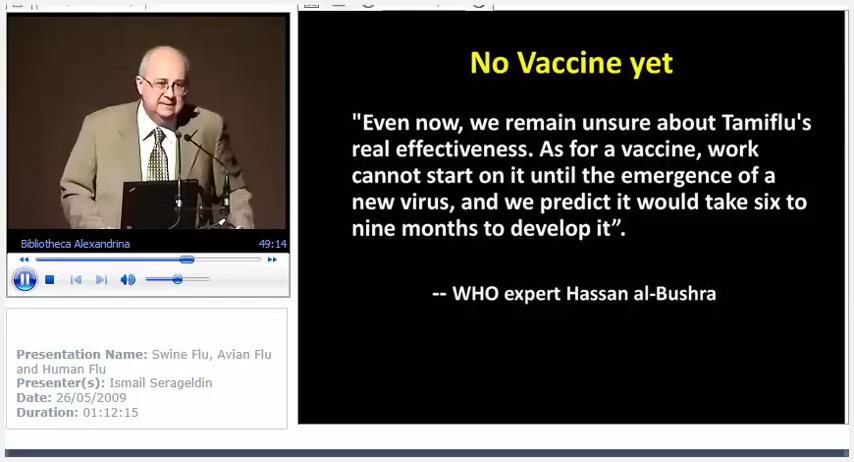 Bibliotheca Alexandrina 49:14
Presentation Name: Swine Flu, Avian Flu
and Human Flu
Presenter(s): Ismail Serageldin
Date: 26/05/2009
Duration: 01:12:15
No Vaccine yet
"Even now, we remain unsure about Tamiflu's
real effectiveness. As for a vaccine, work
cannot start on it until the emergence of a
new virus, and we predict it would take six to
nine months to develop it”.
-- WHO expert Hassan al-Bushra